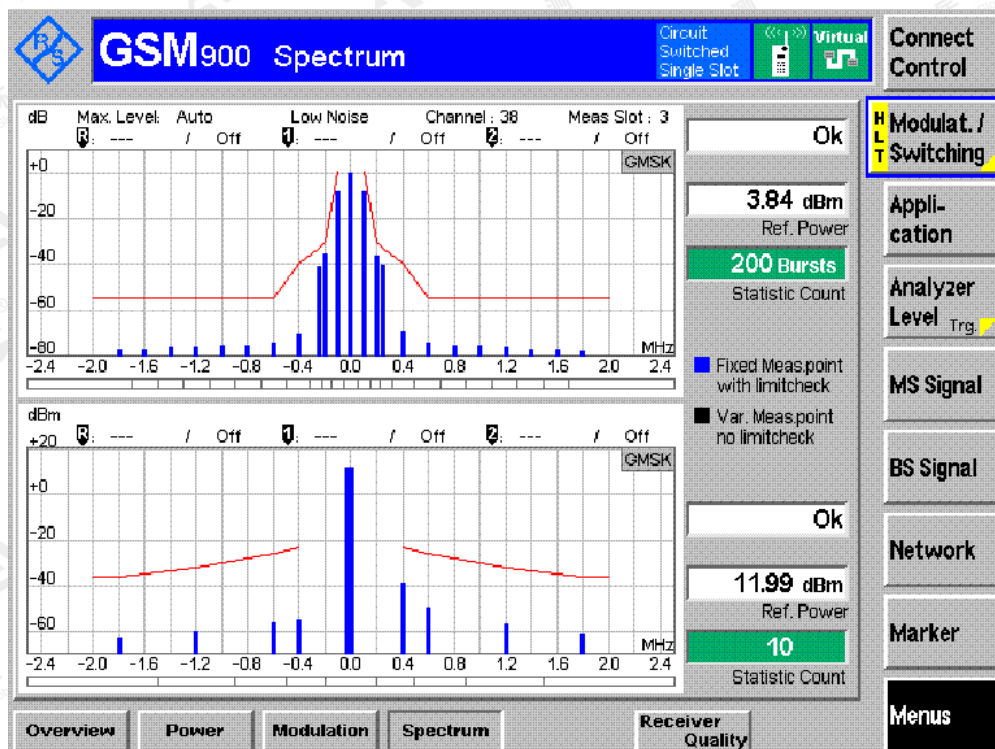 R/S
GSM900 Spectrum
Circuit Switched Single Slot
Virtual
Connect Control
HLT
Modulat. / Switching
Appli-
cation
Analyzer Level Trg.
MS Signal
BS Signal
Network
Marker
Menus
dB Max. Level: Auto Low Noise Channel : 38 Meas Slot : 3
R: --- / Off 1: --- / Off 2: --- / Off
GMSK
+0
-20
-40
-60
-80
MHz
-2.4 -2.0 -1.6 -1.2 -0.8 -0.4 0.0 0.4 0.8 1.2 1.6 2.0 2.4
Ok
3.84 dBm
Ref. Power
200 Bursts
Statistic Count
Fixed Meas.point
with limitcheck
Var. Meas.point
no limitcheck
dBm
+20
R: --- / Off 1: --- / Off 2: --- / Off
GMSK
+0
-20
-40
-60
MHz
-2.4 -2.0 -1.6 -1.2 -0.8 -0.4 0.0 0.4 0.8 1.2 1.6 2.0 2.4
Ok
11.99 dBm
Ref. Power
10
Statistic Count
Overview Power Modulation Spectrum Receiver Quality